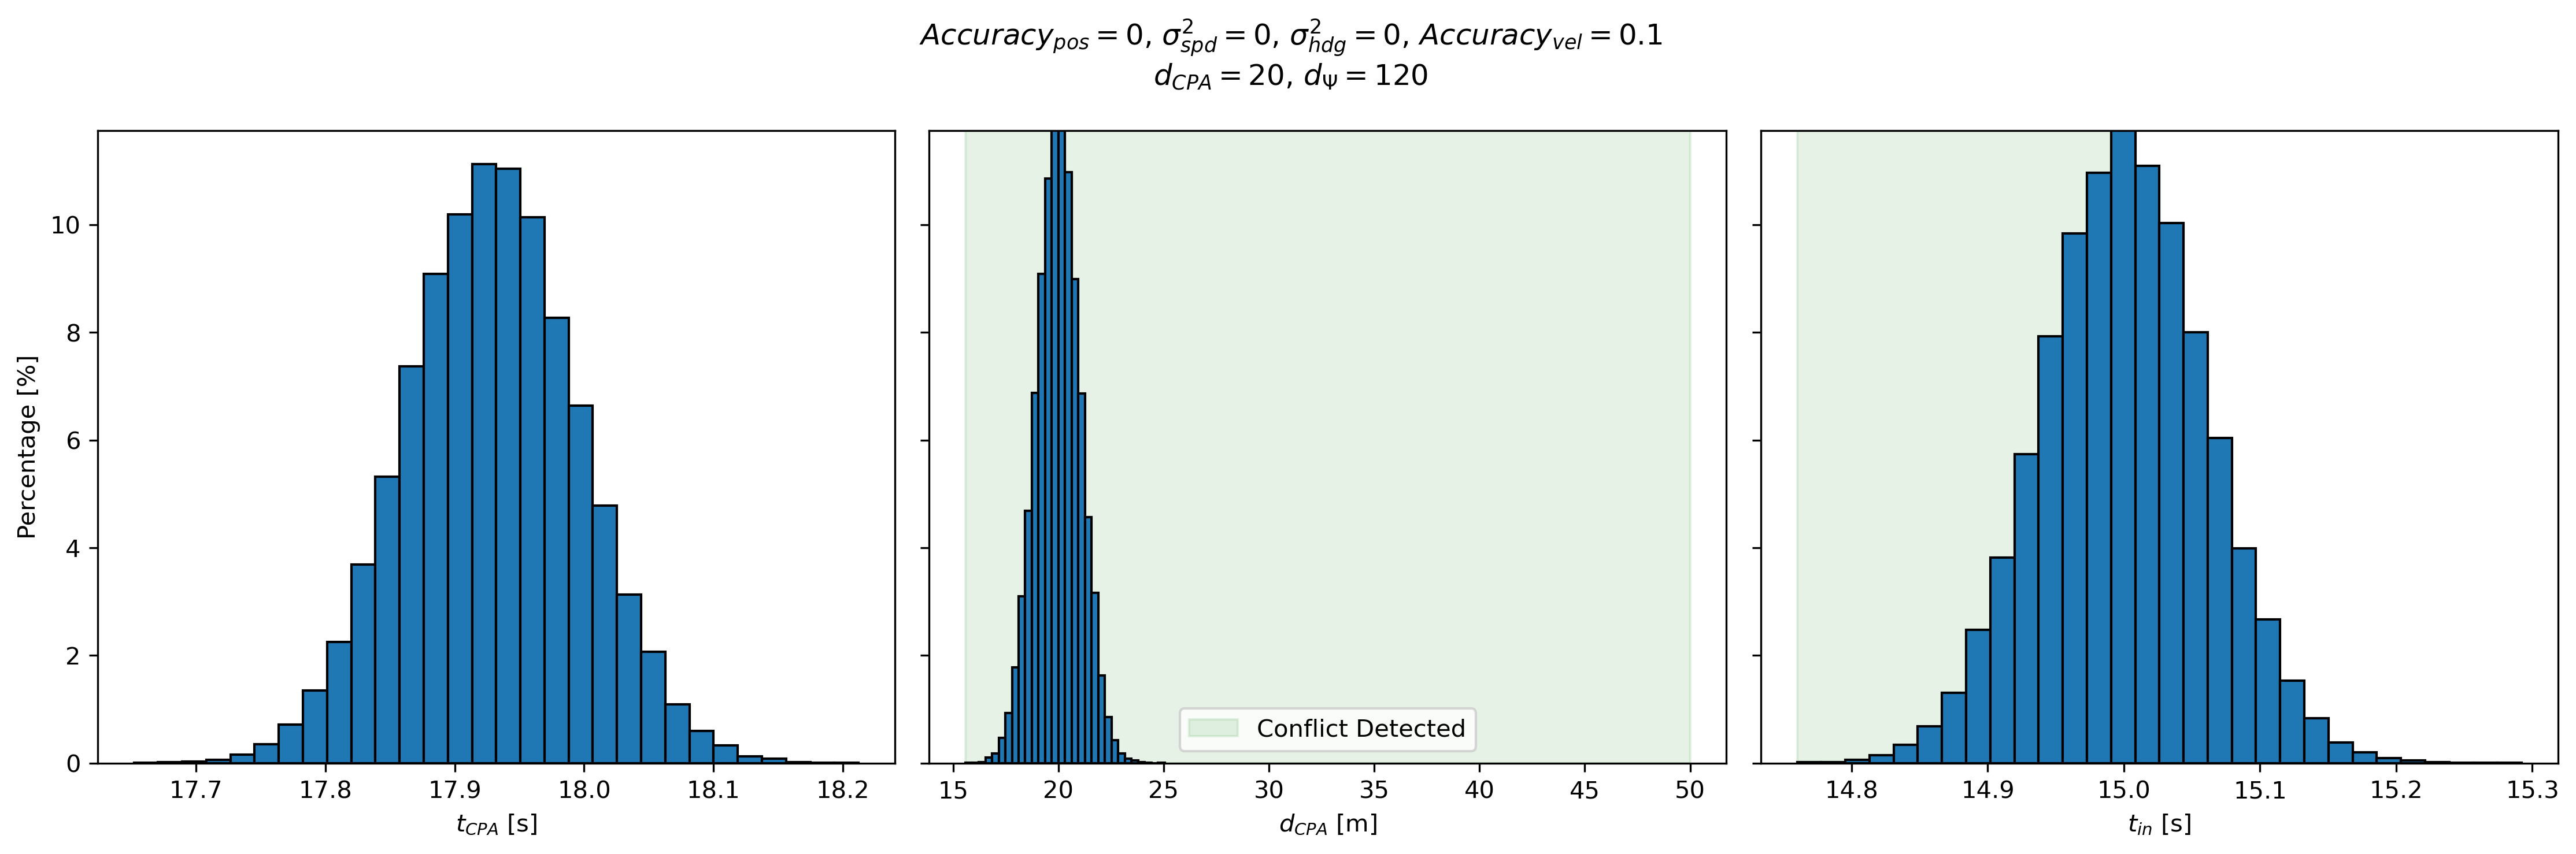 Accuracy_pos = 0, σ²_spd = 0, σ²_hdg = 0, Accuracy_vel = 0.1
d_CPA = 20, d_Ψ = 120
Percentage [%]
10
8
6
4
2
0
17.7 17.8 17.9 18.0 18.1 18.2
t_CPA [s]
Conflict Detected
15 20 25 30 35 40 45 50
d_CPA [m]
14.8 14.9 15.0 15.1 15.2 15.3
t_in [s]